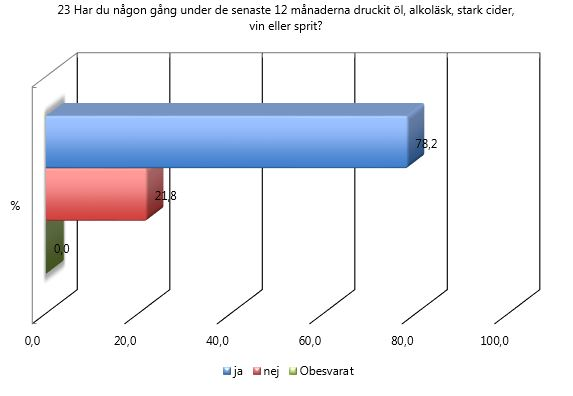 23 Har du någon gång under de senaste 12 månaderna druckit öl, alkoläsk, stark cider,
vin eller sprit?
78,2
21,8
%
0,0
0,0 20,0 40,0 60,0 80,0 100,0
ja nej Obesvarat